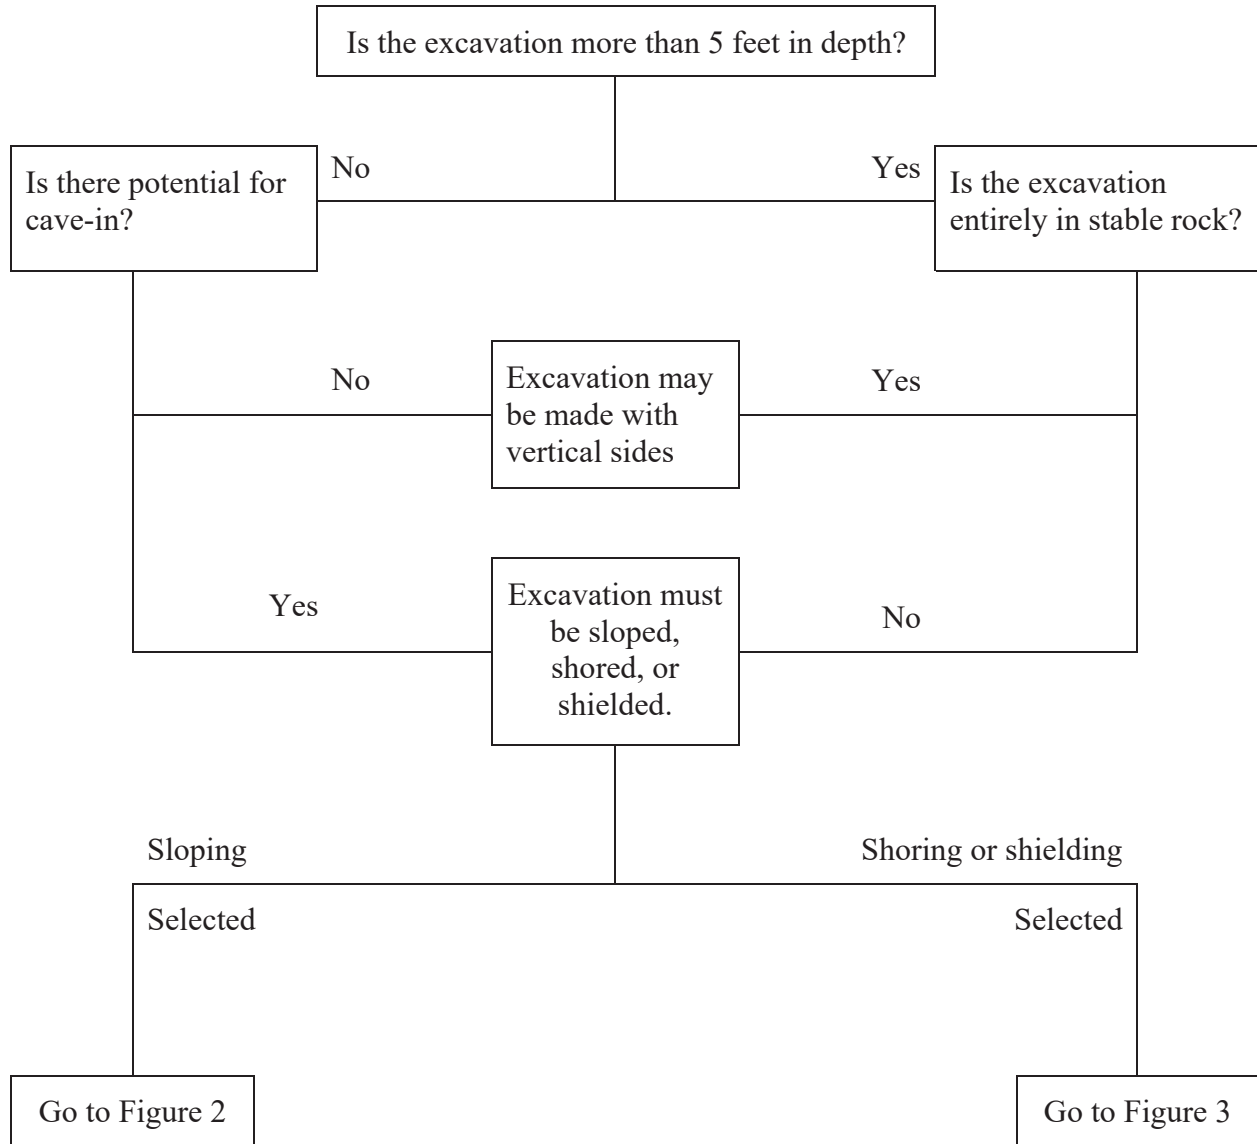 Is the excavation more than 5 feet in depth?
No
Yes
Is there potential for
cave-in?
Is the excavation
entirely in stable rock?
No
Excavation may
be made with
vertical sides
Yes
Yes
Excavation must
be sloped,
shored, or
shielded.
No
Sloping
Selected
Shoring or shielding
Selected
Go to Figure 2
Go to Figure 3